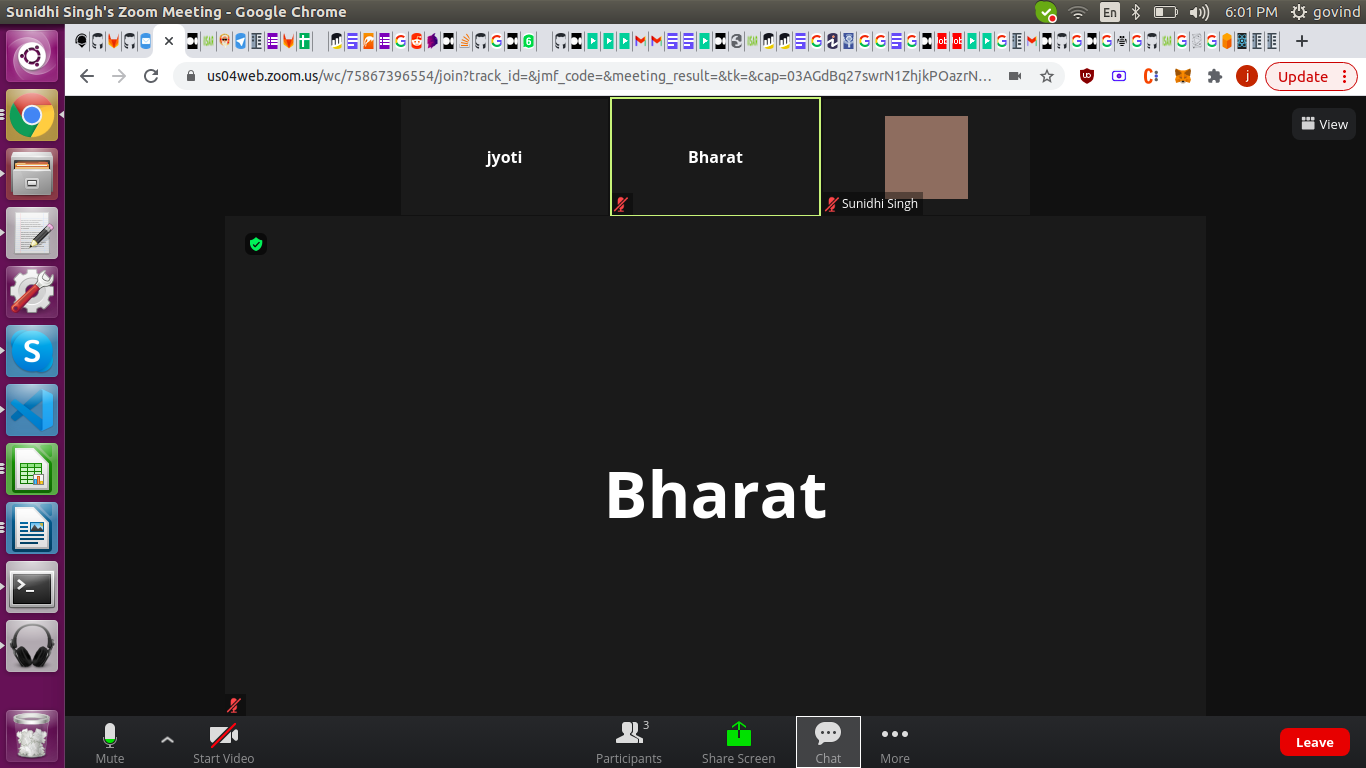 Sunidhi Singh's Zoom Meeting - Google Chrome
En
6:01 PM
govind
us04web.zoom.us/wc/75867396554/join?track_id=&jmf_code=&meeting_result=&tk=&cap=03AGdBq27swrN1ZhjkPOazrN...
j
Update
jyoti
Bharat
Sunidhi Singh
View
Bharat
Mute
Start Video
Participants
3
Share Screen
Chat
More
Leave